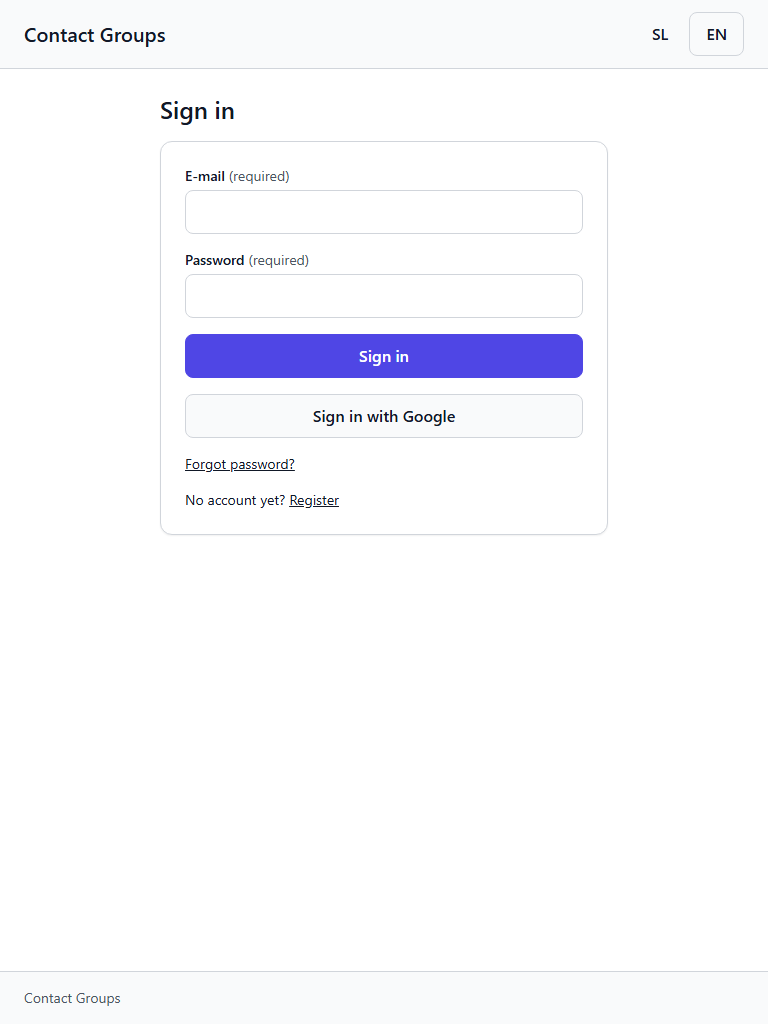 Contact Groups
SL
EN
Sign in
E-mail (required)
Password (required)
Sign in
Sign in with Google
Forgot password?
No account yet? Register
Contact Groups